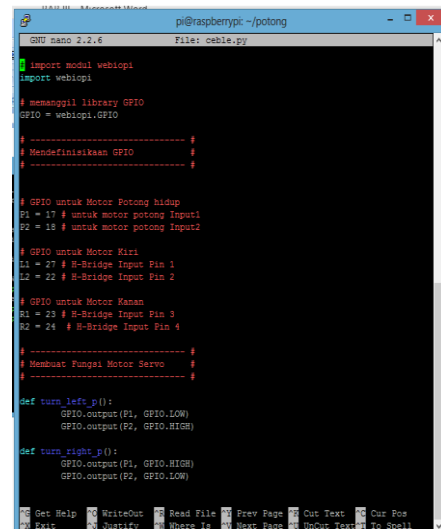 BAB III - Microsoft Word
pi@raspberrypi: ~/potong
GNU nano 2.2.6 File: ceble.py
# import modul webiopi
import webiopi
# memanggil library GPIO
GPIO = webiopi.GPIO
# ----------------------------- #
# Mendefinisikaan GPIO #
# ----------------------------- #
# GPIO untuk Motor Potong hidup
P1 = 17 # untuk motor potong Input1
P2 = 18 # untuk motor potong Input2
# GPIO untuk Motor Kiri
L1 = 27 # H-Bridge Input Pin 1
L2 = 22 # H-Bridge Input Pin 2
# GPIO untuk Motor Kanan
R1 = 23 # H-Bridge Input Pin 3
R2 = 24 # H-Bridge Input Pin 4
# ----------------------------- #
# Membuat Fungsi Motor Servo #
# ----------------------------- #
def turn_left_p():
GPIO.output(P1, GPIO.LOW)
GPIO.output(P2, GPIO.HIGH)
def turn_right_p():
GPIO.output(P1, GPIO.HIGH)
GPIO.output(P2, GPIO.LOW)
^G Get Help ^O WriteOut ^R Read File ^Y Prev Page ^K Cut Text ^C Cur Pos
^X Exit ^J Justify ^W Where Is ^V Next Page ^U UnCut Text ^T To Spell